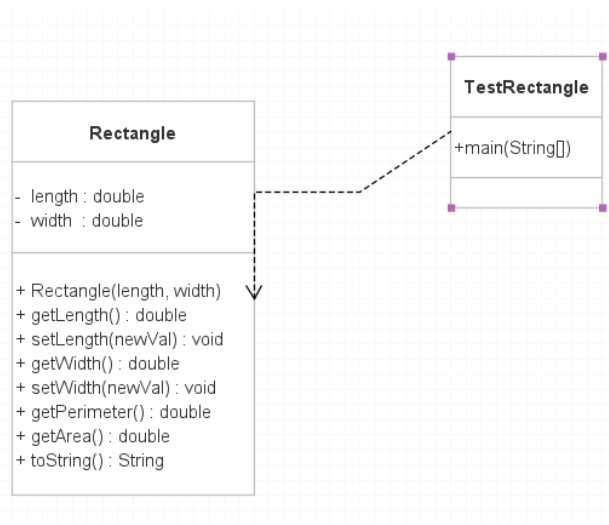 Rectangle
- length : double
- width : double
+ Rectangle(length, width)
+ getLength() : double
+ setLength(newVal) : void
+ getWidth() : double
+ setWidth(newVal) : void
+ getPerimeter() : double
+ getArea() : double
+ toString() : String
TestRectangle
+main(String[])